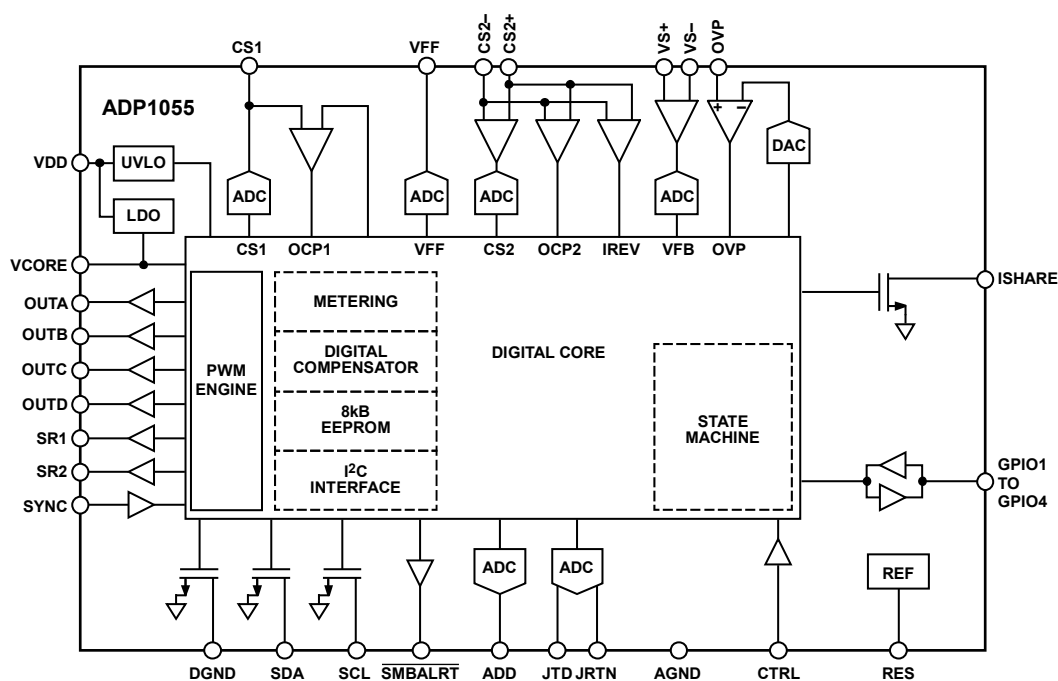 CS1
VFF
CS2–
CS2+
VS+
VS–
OVP
ADP1055
+ –
VDD
UVLO
DAC
ADC
ADC
ADC
ADC
LDO
CS1
OCP1
VFF
CS2
OCP2
IREV
VFB
OVP
VCORE
OUTA
OUTB
OUTC
OUTD
SR1
SR2
SYNC
PWM
ENGINE
METERING
DIGITAL
COMPENSATOR
8kB
EEPROM
I²C
INTERFACE
DIGITAL CORE
STATE
MACHINE
ISHARE
GPIO1
TO
GPIO4
ADC
ADC
REF
DGND
SDA
SCL
SMBALRT
ADD
JTD
JRTN
AGND
CTRL
RES